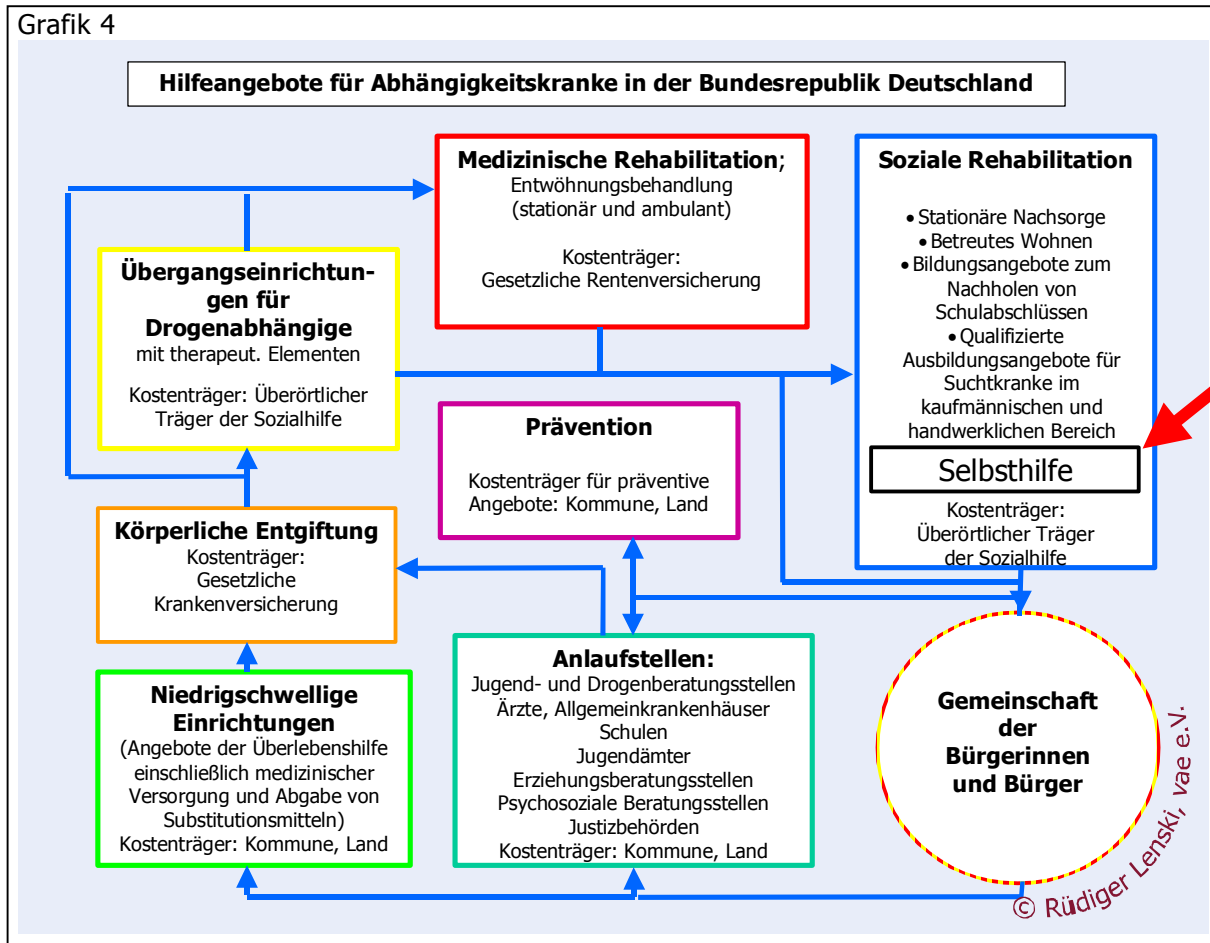 Grafik 4
Hilfeangebote für Abhängigkeitskranke in der Bundesrepublik Deutschland
Medizinische Rehabilitation;
Entwöhnungsbehandlung
(stationär und ambulant)
Kostenträger:
Gesetzliche Rentenversicherung
Soziale Rehabilitation
• Stationäre Nachsorge
• Betreutes Wohnen
• Bildungsangebote zum
Nachholen von
Schulabschlüssen
• Qualifizierte
Ausbildungsangebote für
Suchtkranke im
kaufmännischen und
handwerklichen Bereich
Selbsthilfe
Kostenträger:
Überörtlicher Träger
der Sozialhilfe
Übergangseinrichtun-
gen für
Drogenabhängige
mit therapeut. Elementen
Kostenträger: Überörtlicher
Träger der Sozialhilfe
Prävention
Kostenträger für präventive
Angebote: Kommune, Land
Körperliche Entgiftung
Kostenträger:
Gesetzliche
Krankenversicherung
Niedrigschwellige
Einrichtungen
(Angebote der Überlebenshilfe
einschließlich medizinischer
Versorgung und Abgabe von
Substitutionsmitteln)
Kostenträger: Kommune, Land
Anlaufstellen:
Jugend- und Drogenberatungsstellen
Ärzte, Allgemeinkrankenhäuser
Schulen
Jugendämter
Erziehungsberatungsstellen
Psychosoziale Beratungsstellen
Justizbehörden
Kostenträger: Kommune, Land
Gemeinschaft
der
Bürgerinnen
und Bürger
© Rüdiger Lenski, vae e.V.